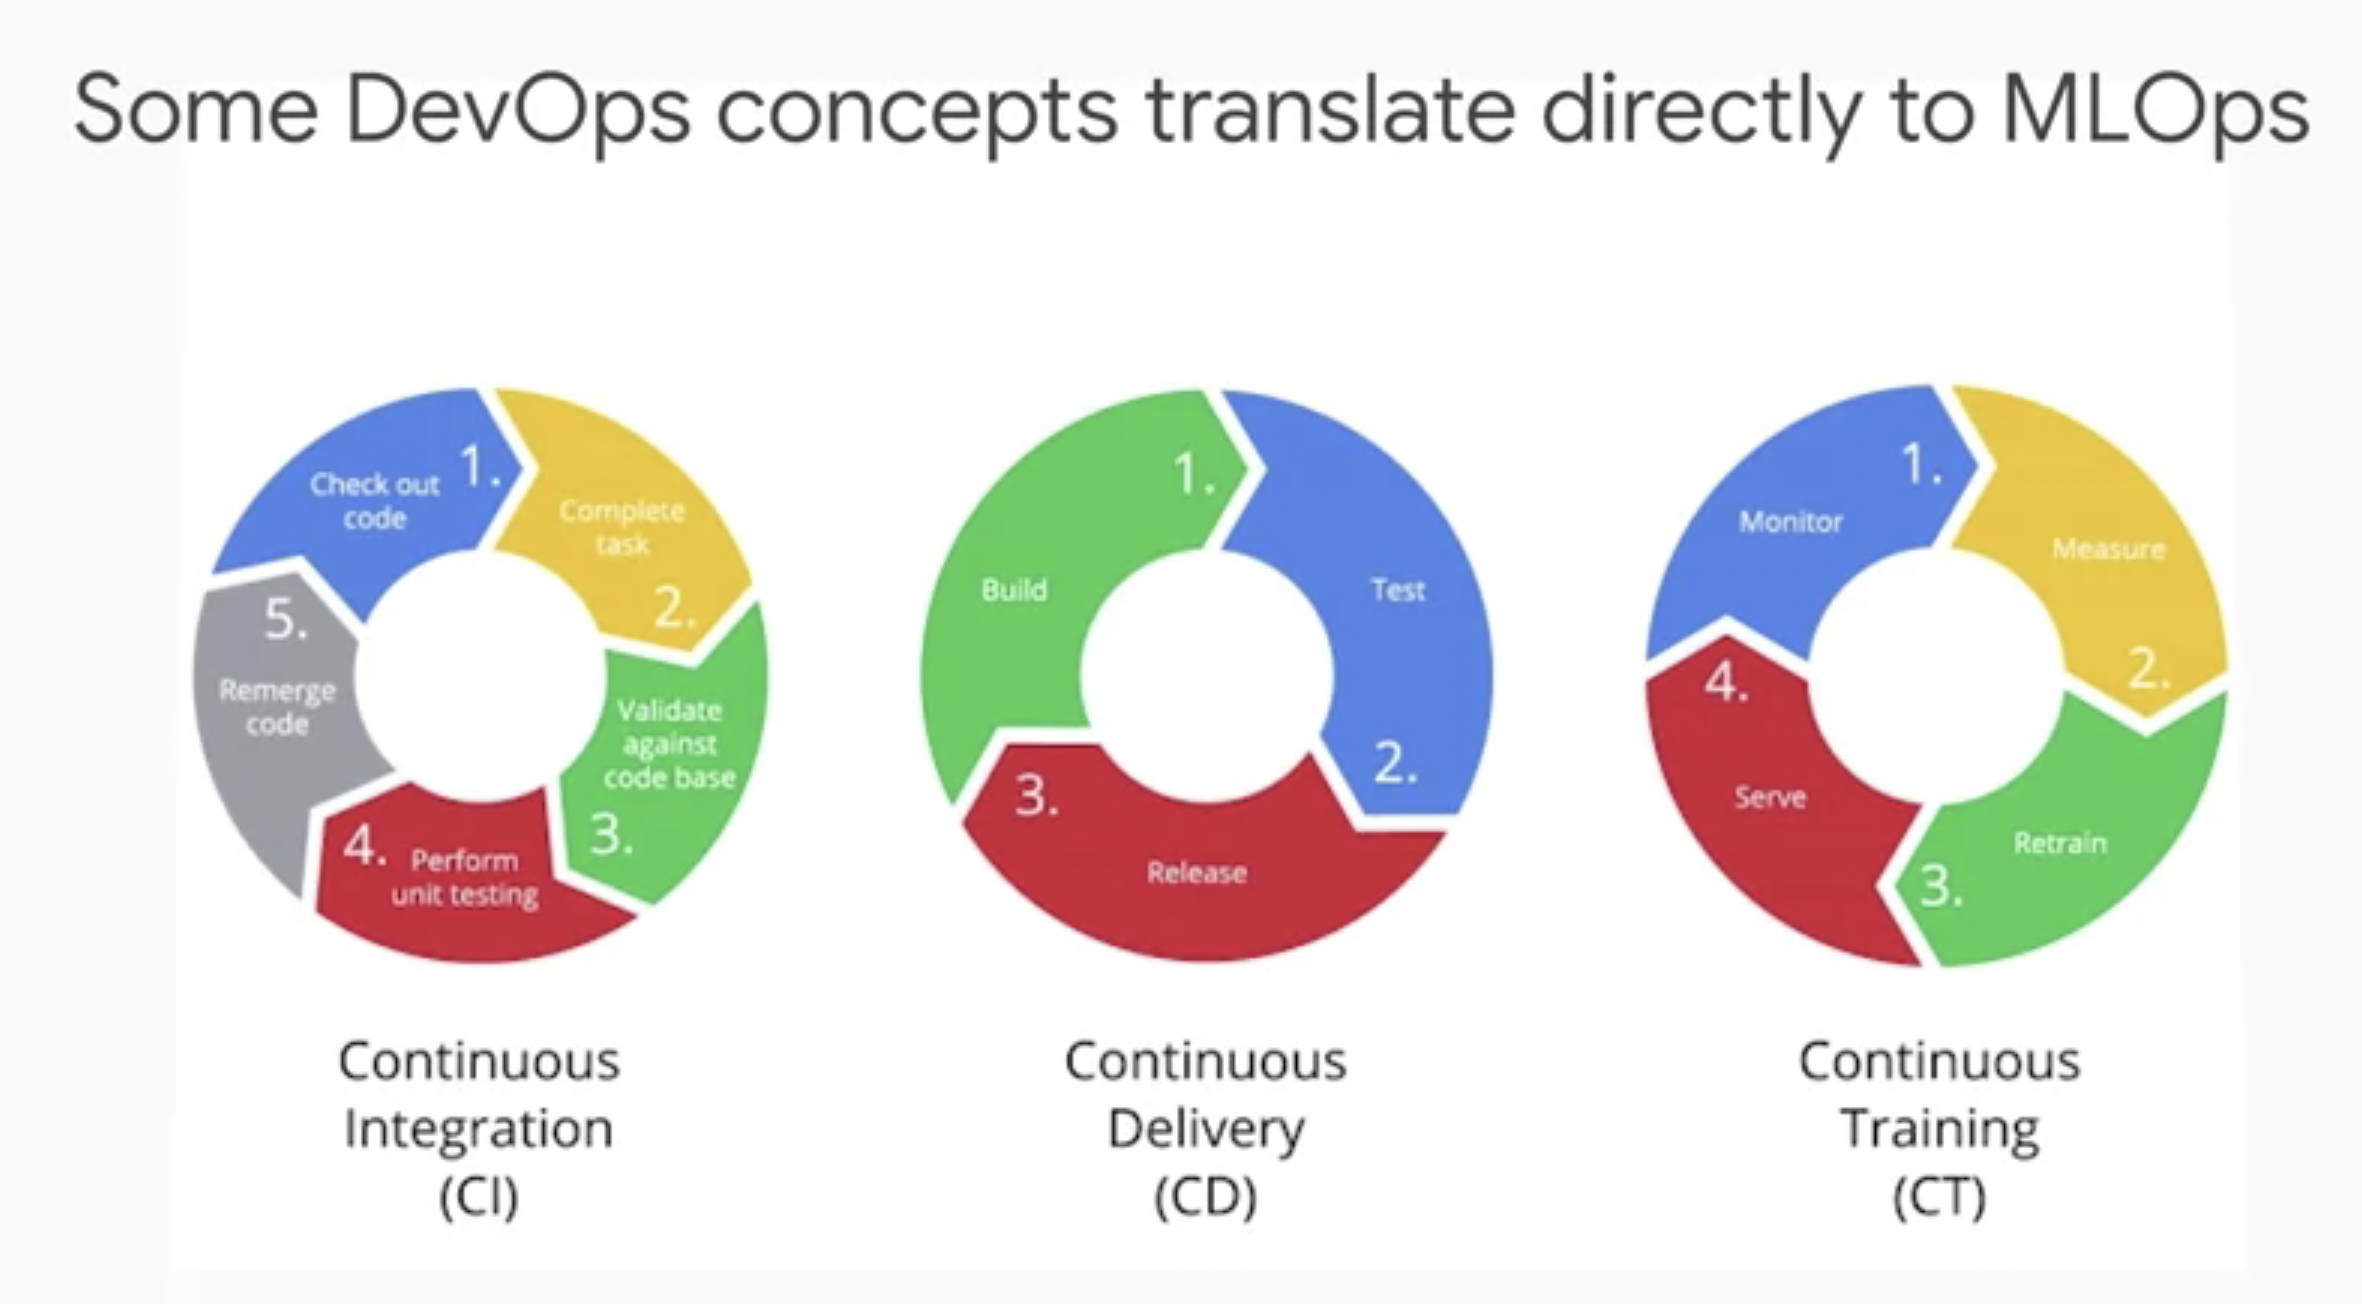 Some DevOps concepts translate directly to MLOps
1.
Check out
code
2.
Complete
task
3.
Validate
against
code base
4.
Perform
unit testing
5.
Remerge
code
Continuous
Integration
(CI)
1.
Build
2.
Test
3.
Release
Continuous
Delivery
(CD)
1.
Monitor
2.
Measure
3.
Retrain
4.
Serve
Continuous
Training
(CT)